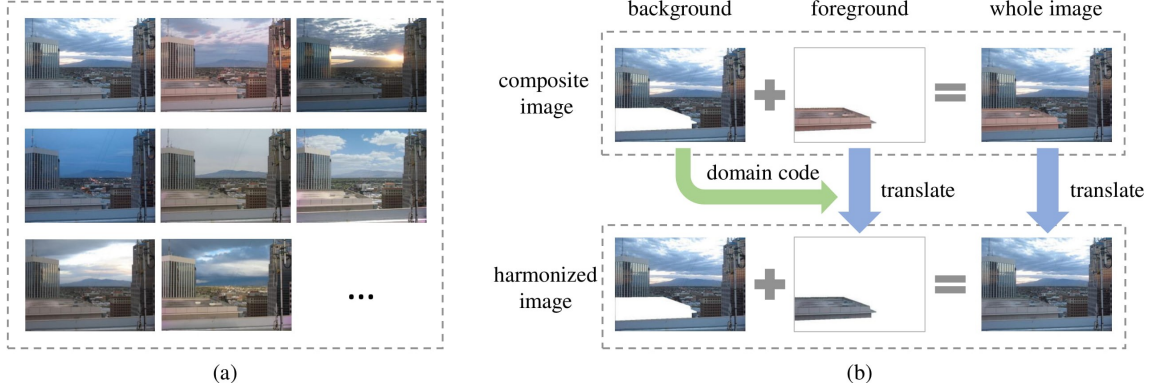 background foreground whole image
composite
image
domain code
translate translate
harmonized
image
...
(a) (b)